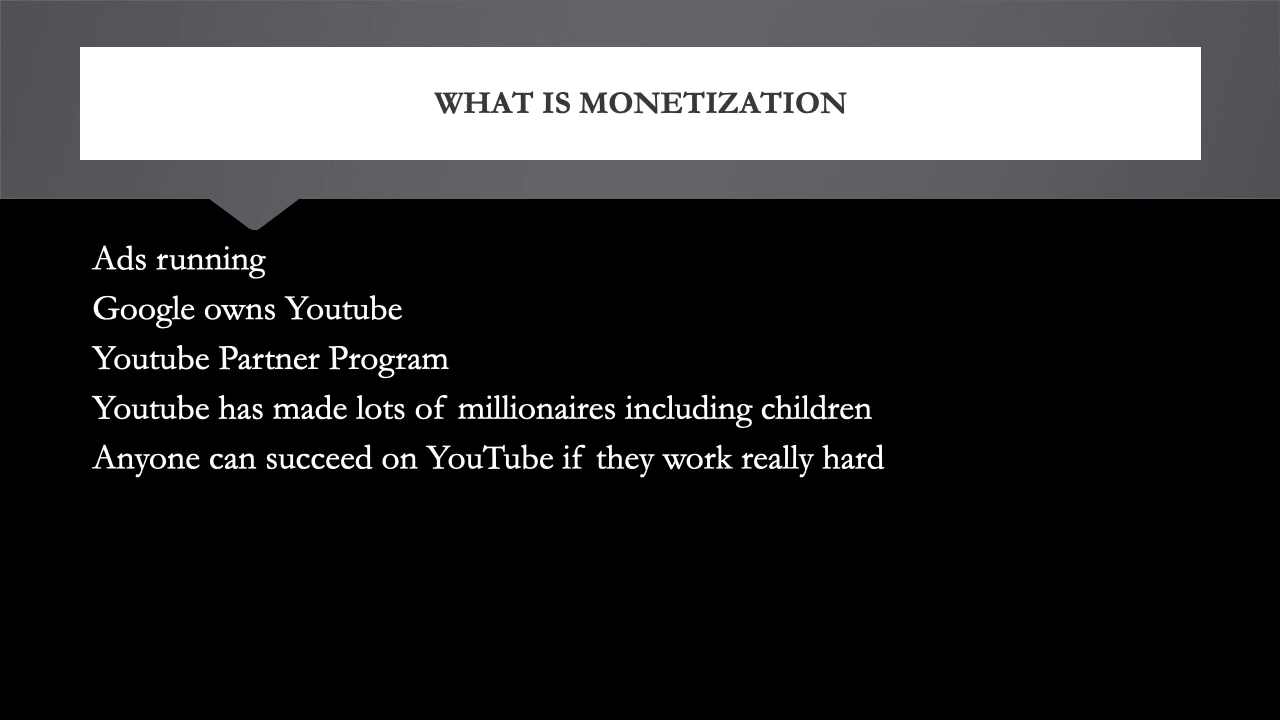 WHAT IS MONETIZATION
Ads running
Google owns Youtube
Youtube Partner Program
Youtube has made lots of millionaires including children
Anyone can succeed on YouTube if they work really hard